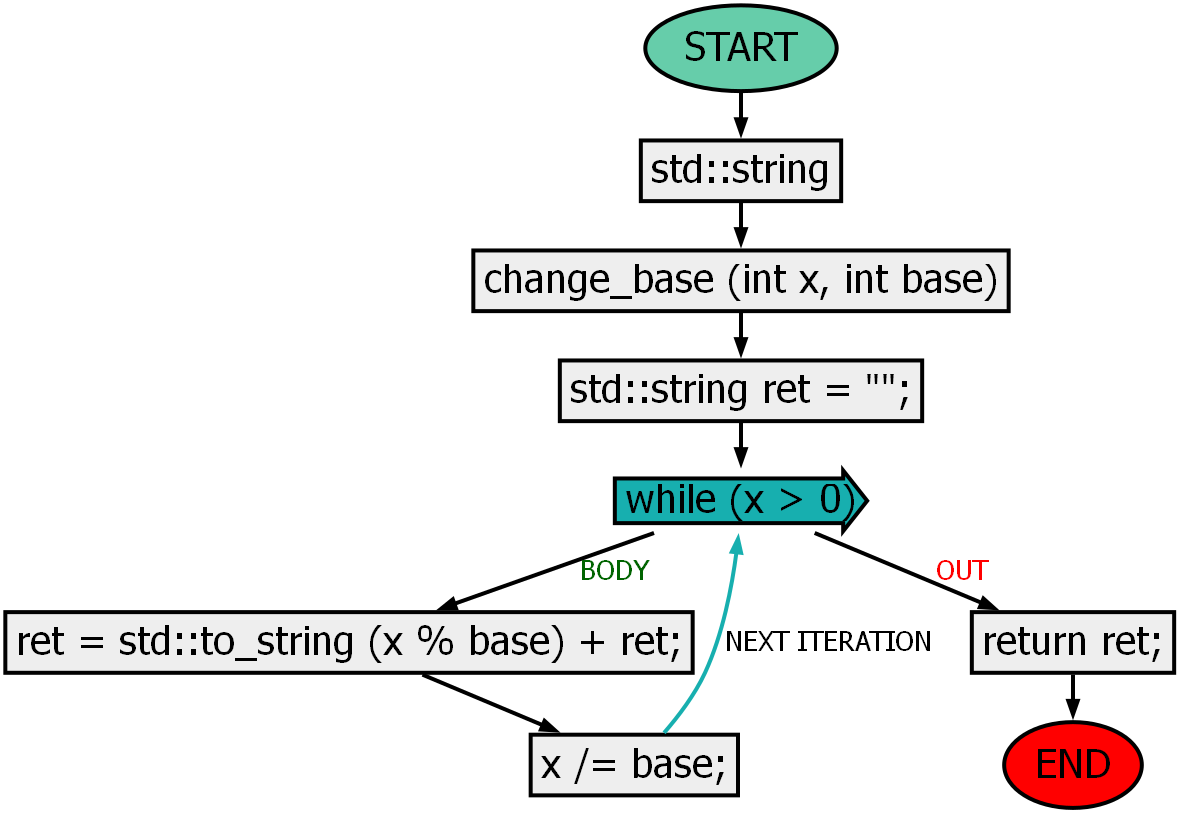 START
std::string
change_base (int x, int base)
std::string ret = "";
while (x > 0)
BODY
OUT
ret = std::to_string (x % base) + ret;
NEXT ITERATION
return ret;
x /= base;
END